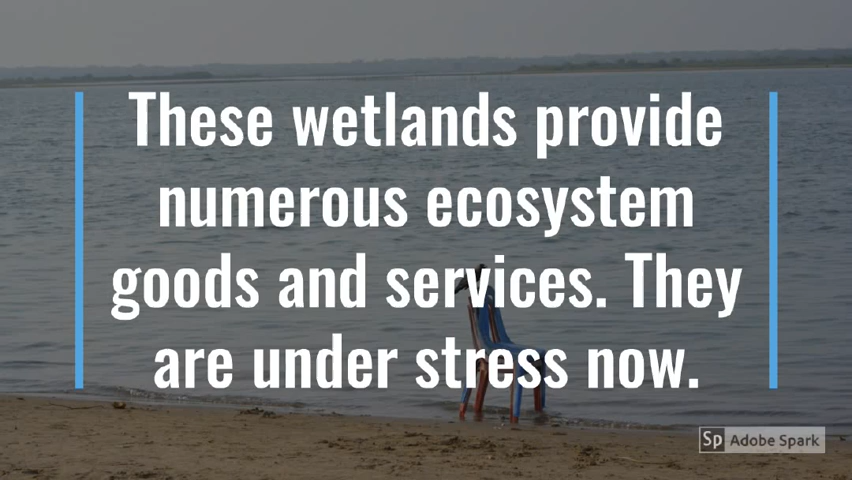 These wetlands provide
numerous ecosystem
goods and services. They
are under stress now.
Sp Adobe Spark